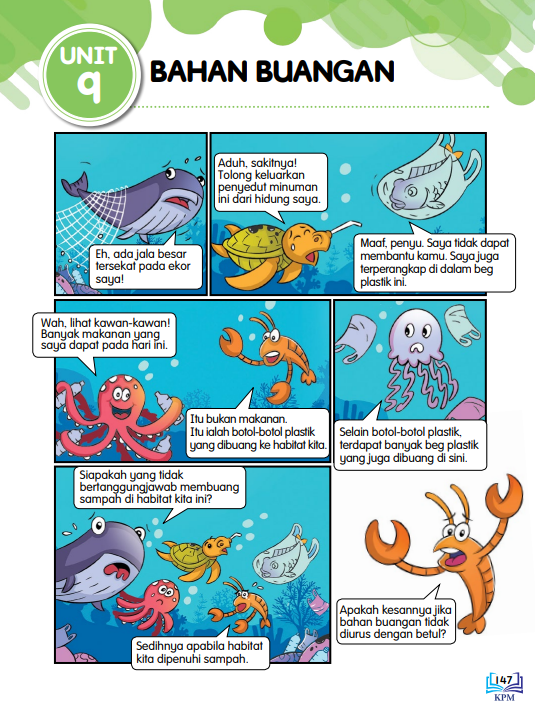 UNIT
9
BAHAN BUANGAN
Eh, ada jala besar
tersekat pada ekor
saya!
Aduh, sakitnya!
Tolong keluarkan
penyedut minuman
ini dari hidung saya.
Maaf, penyu. Saya tidak dapat
membantu kamu. Saya juga
terperangkap di dalam beg
plastik ini.
Wah, lihat kawan-kawan!
Banyak makanan yang
saya dapat pada hari ini.
Itu bukan makanan.
Itu ialah botol-botol plastik
yang dibuang ke habitat kita.
Selain botol-botol plastik,
terdapat banyak beg plastik
yang juga dibuang di sini.
Siapakah yang tidak
bertanggungjawab membuang
sampah di habitat kita ini?
Sedihnya apabila habitat
kita dipenuhi sampah.
Apakah kesannya jika
bahan buangan tidak
diurus dengan betul?
147
KPM